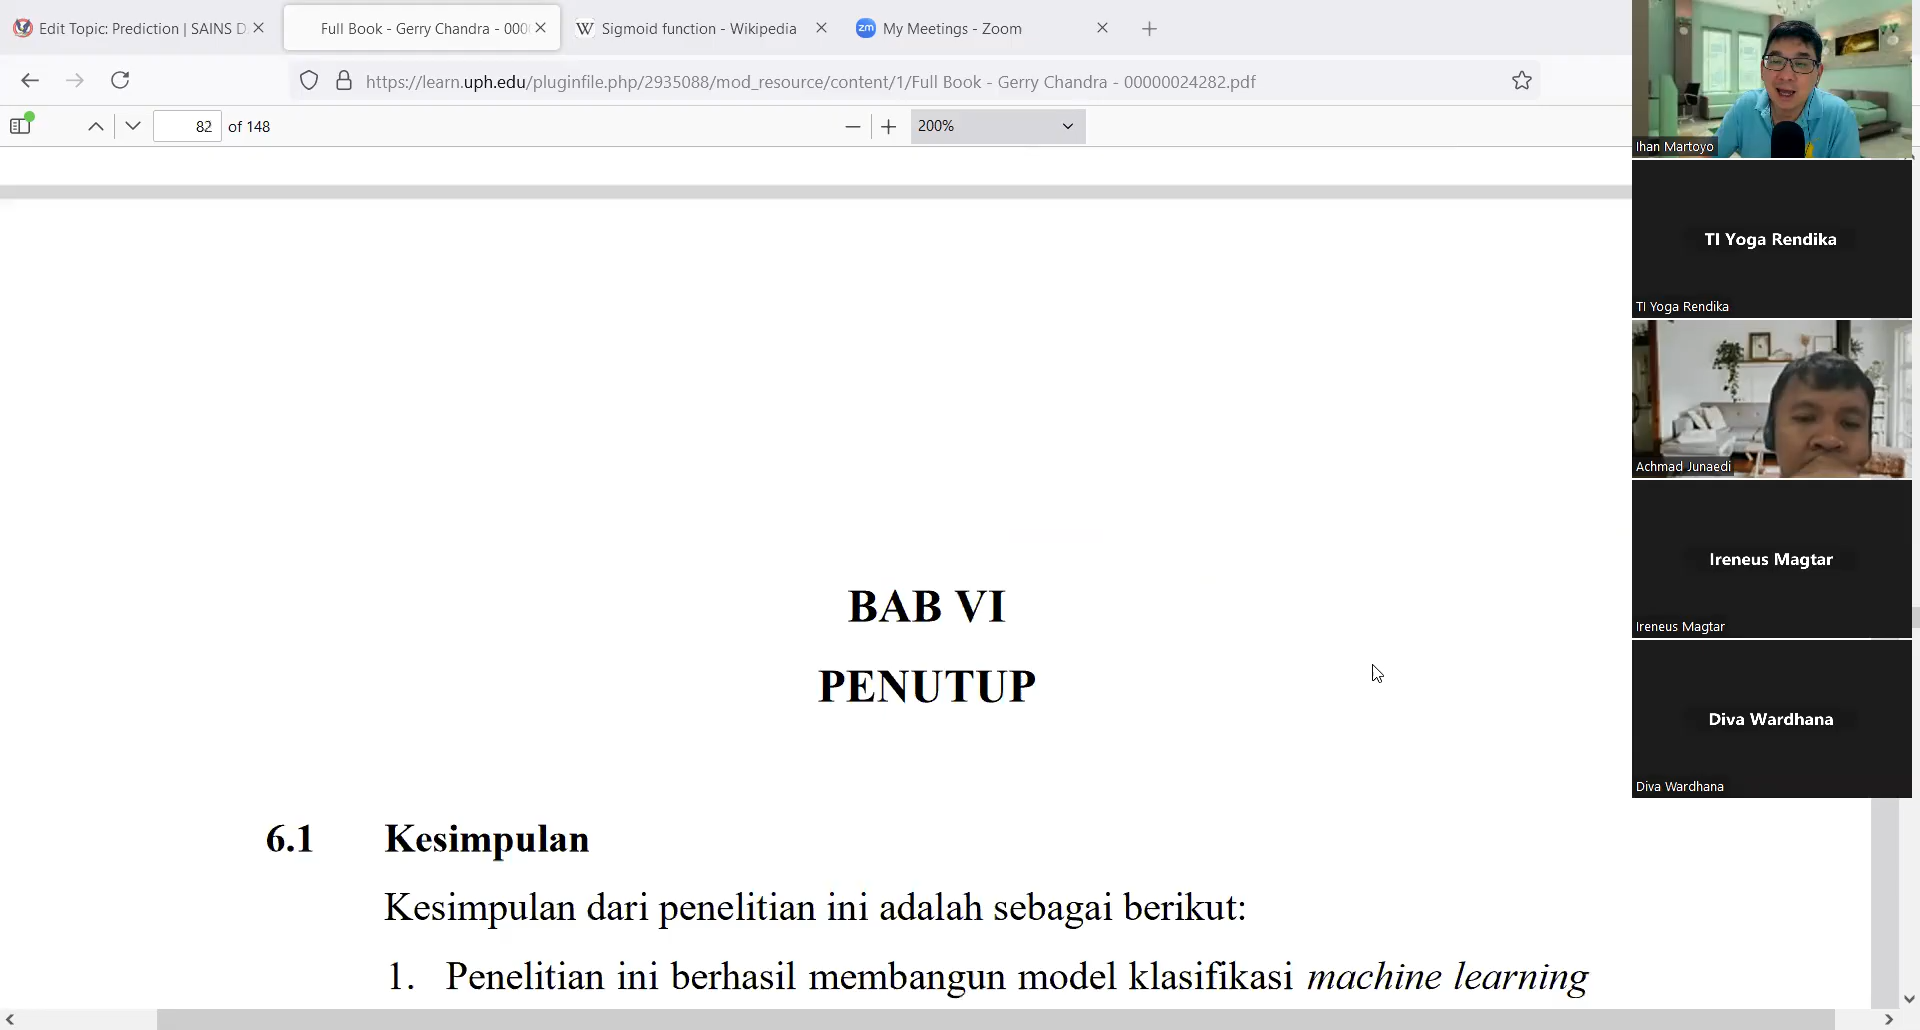 Edit Topic: Prediction | SAINS D
Full Book - Gerry Chandra - 000
W Sigmoid function - Wikipedia
zm My Meetings - Zoom
https://learn.uph.edu/pluginfile.php/2935088/mod_resource/content/1/Full Book - Gerry Chandra - 00000024282.pdf
82 of 148
200%
BAB VI
PENUTUP
6.1 Kesimpulan
Kesimpulan dari penelitian ini adalah sebagai berikut:
1. Penelitian ini berhasil membangun model klasifikasi machine learning
Ihan Martoyo
TI Yoga Rendika
TI Yoga Rendika
Achmad Junaedi
Ireneus Magtar
Ireneus Magtar
Diva Wardhana
Diva Wardhana